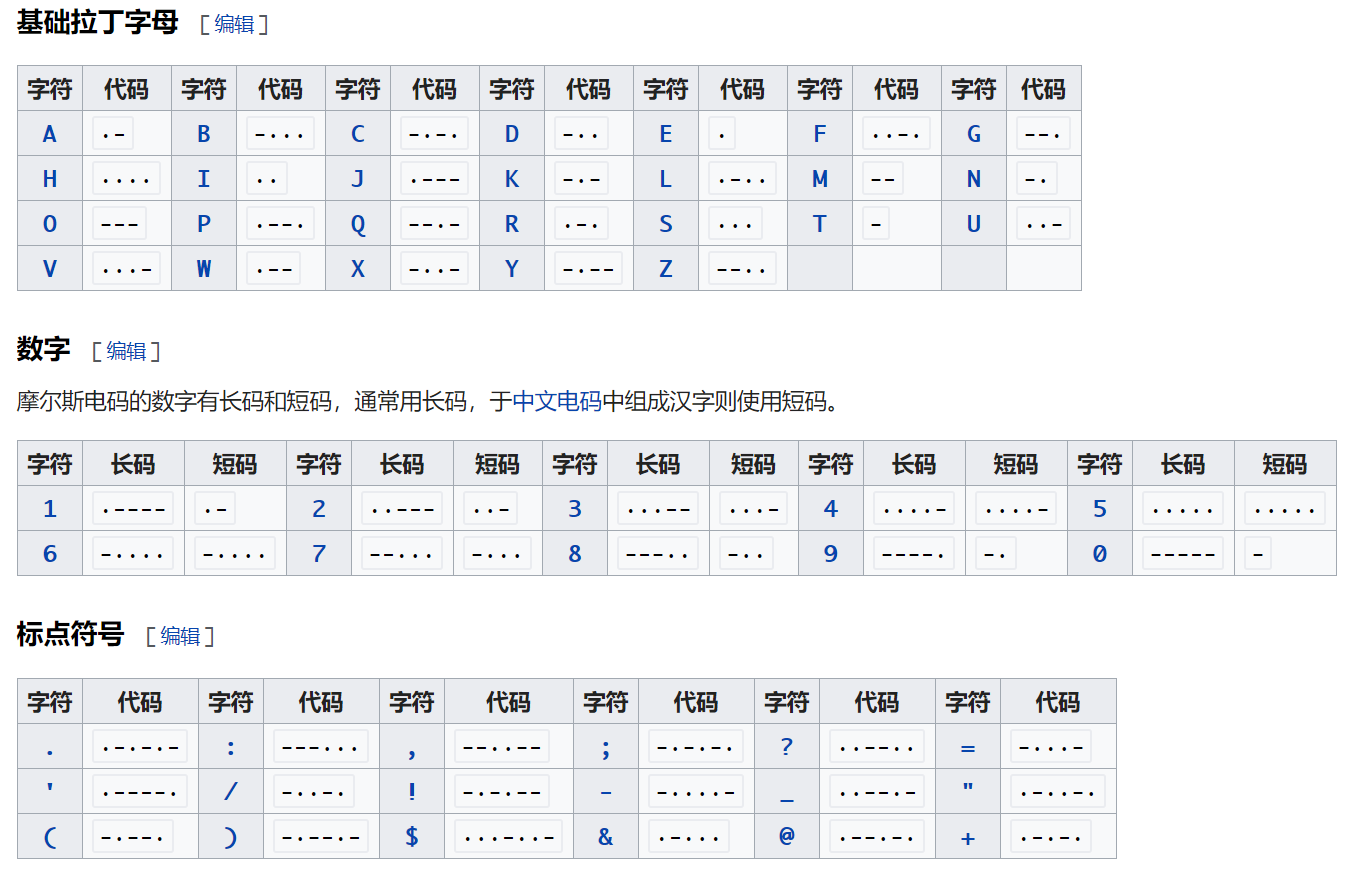 基础拉丁字母 [编辑]
字符 代码 字符 代码 字符 代码 字符 代码 字符 代码 字符 代码 字符 代码
A ·- B -··· C -·-· D -·· E · F ··-· G --·
H ···· I ·· J ·--- K -·- L ·-·· M -- N -·
O --- P ·--· Q --·- R ·-· S ··· T - U ··-
V ···- W ·-- X -··- Y -·-- Z --··
数字 [编辑]
摩尔斯电码的数字有长码和短码，通常用长码，于中文电码中组成汉字则使用短码。
字符 长码 短码 字符 长码 短码 字符 长码 短码 字符 长码 短码 字符 长码 短码
1 ·---- ·- 2 ··--- ··- 3 ···-- ···- 4 ····- ····- 5 ····· ·····
6 -···· -···· 7 --··· -··· 8 ---·· -·· 9 ----· -· 0 ----- -
标点符号 [编辑]
字符 代码 字符 代码 字符 代码 字符 代码 字符 代码 字符 代码
. ·-·-·- : ---··· , --··-- ; -·-·-· ? ··--·· = -···-
' ·----· / -··-· ! -·-·-- - -····- _ ··--·- " ·-··-·
( -·--· ) -·--·- $ ···-··- & ·-··· @ ·--·-· + ·-·-·